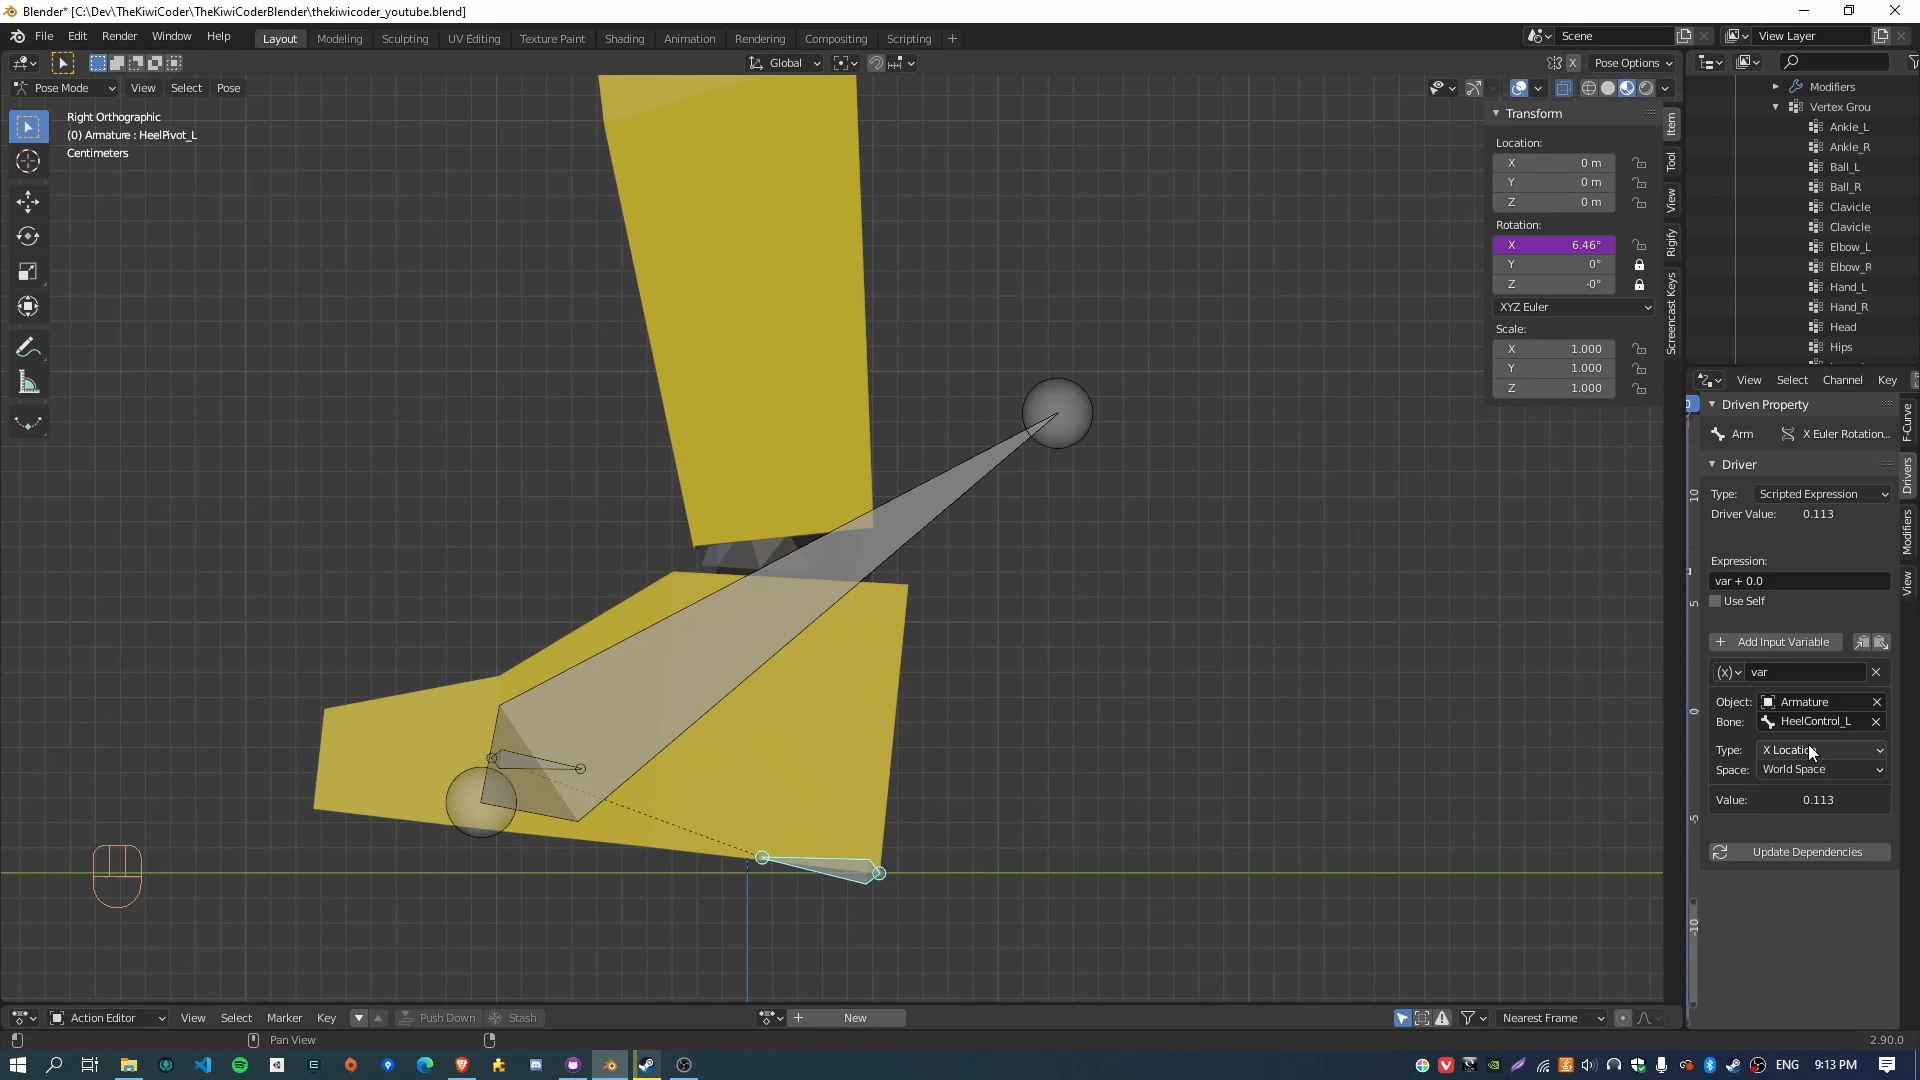 Blender* [C:\Dev\TheKiwiCoder\TheKiwiCoderBlender\thekiwicoder_youtube.blend]
File Edit Render Window Help
Layout Modeling Sculpting UV Editing Texture Paint Shading Animation Rendering Compositing Scripting +
Scene
View Layer
Global
X Pose Options
Pose Mode View Select Pose
Right Orthographic
(0) Armature : HeelPivot_L
Centimeters
Transform
Location:
X 0 m
Y 0 m
Z 0 m
Rotation:
X 6.46°
Y 0°
Z -0°
XYZ Euler
Scale:
X 1.000
Y 1.000
Z 1.000
Item
Tool
View
Rigify
Screencast Keys
Modifiers
Vertex Grou
Ankle_L
Ankle_R
Ball_L
Ball_R
Clavicle
Clavicle
Elbow_L
Elbow_R
Hand_L
Hand_R
Head
Hips
View Select Channel Key
0
Driven Property
Arm X Euler Rotation...
Driver
Type: Scripted Expression
Driver Value: 0.113
Expression:
var + 0.0
Use Self
+ Add Input Variable
(x) var
Object: Armature
Bone: HeelControl_L
Type: X Locatio
Space: World Space
Value: 0.113
Update Dependencies
F-Curve
Drivers
Modifiers
View
10
5
0
-5
-10
Action Editor View Select Marker Key Push Down Stash + New Nearest Frame
Pan View
2.90.0
ENG 9:13 PM